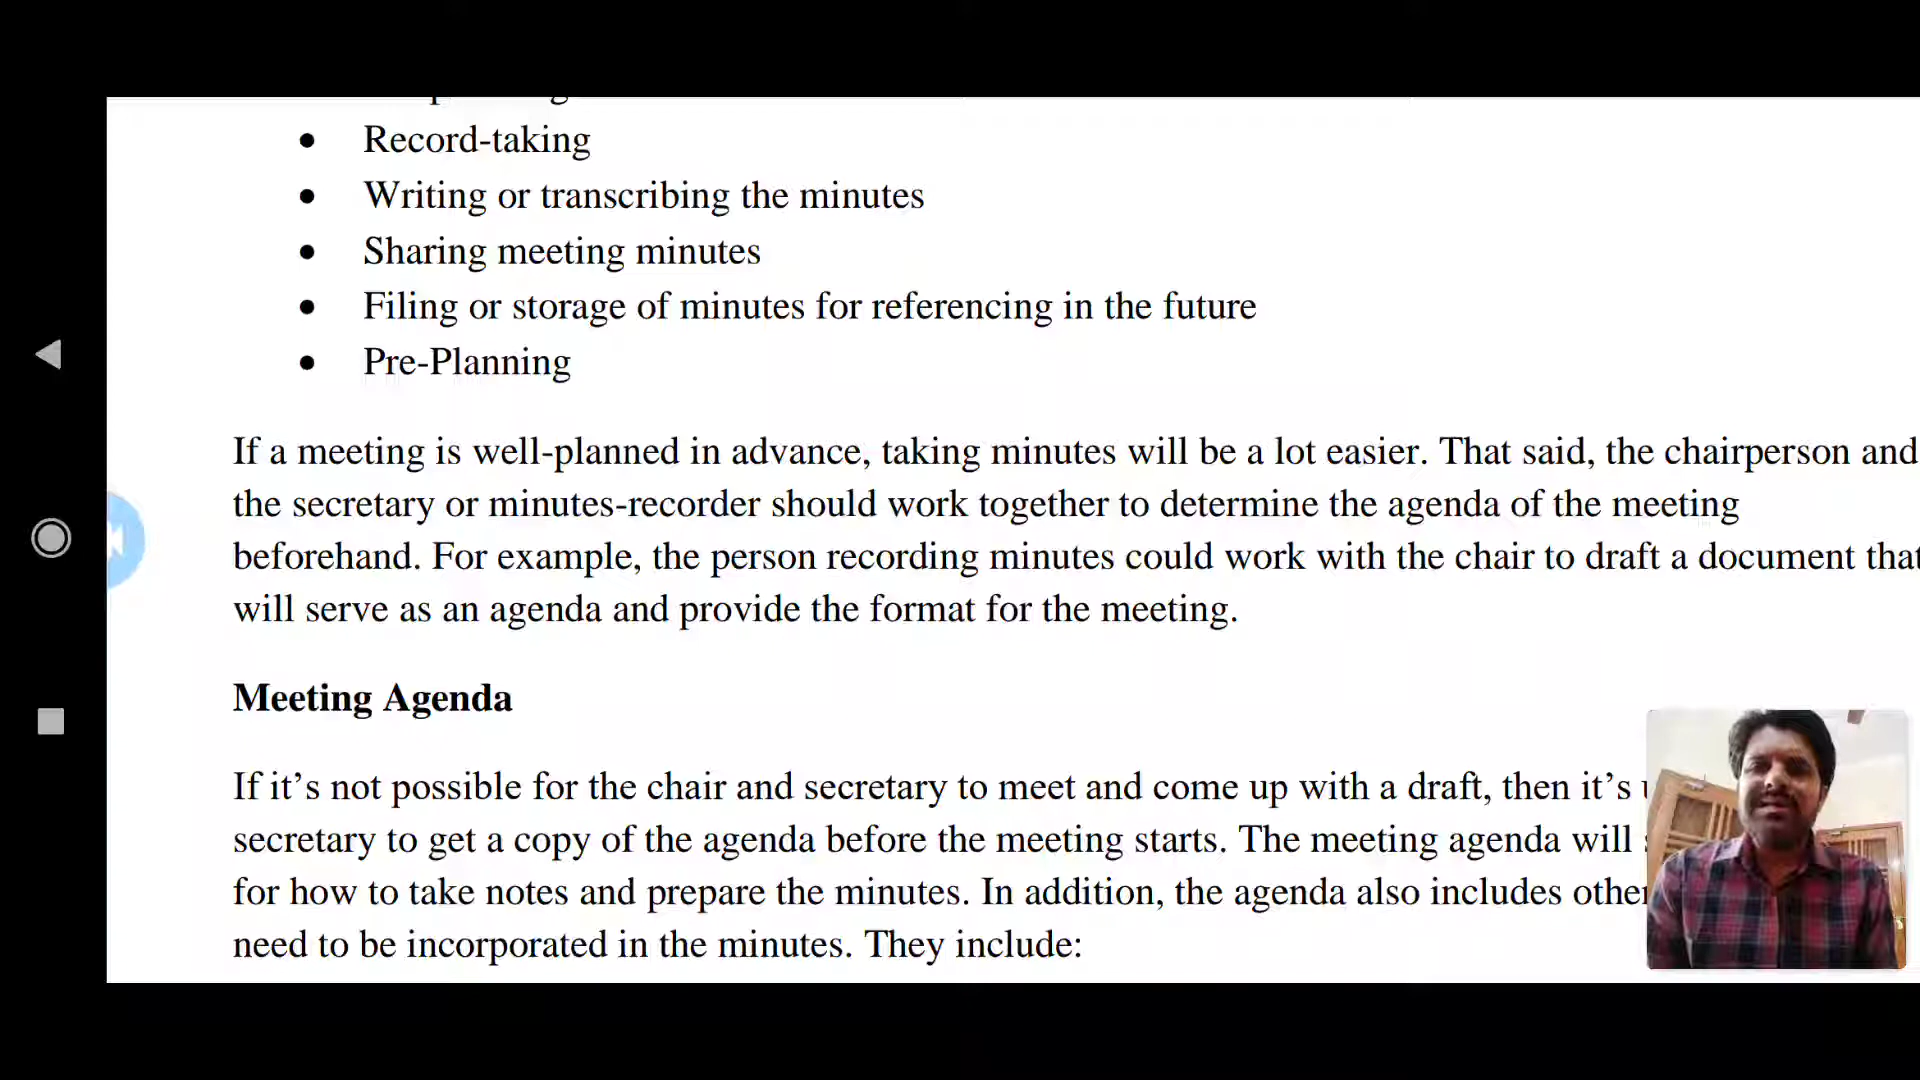 Record-taking
Writing or transcribing the minutes
Sharing meeting minutes
Filing or storage of minutes for referencing in the future
Pre-Planning
If a meeting is well-planned in advance, taking minutes will be a lot easier. That said, the chairperson and
the secretary or minutes-recorder should work together to determine the agenda of the meeting
beforehand. For example, the person recording minutes could work with the chair to draft a document that
will serve as an agenda and provide the format for the meeting.
Meeting Agenda
If it’s not possible for the chair and secretary to meet and come up with a draft, then it’s
secretary to get a copy of the agenda before the meeting starts. The meeting agenda will
for how to take notes and prepare the minutes. In addition, the agenda also includes other
need to be incorporated in the minutes. They include: